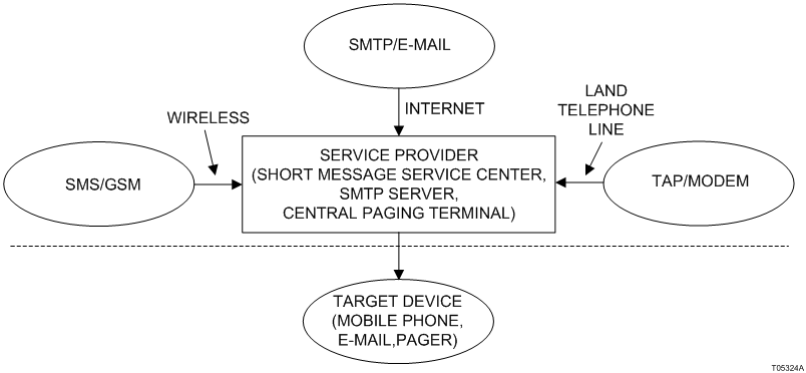 SMTP/E-MAIL
INTERNET
LAND
TELEPHONE
LINE
WIRELESS
SMS/GSM
SERVICE PROVIDER
(SHORT MESSAGE SERVICE CENTER,
SMTP SERVER,
CENTRAL PAGING TERMINAL)
TAP/MODEM
TARGET DEVICE
(MOBILE PHONE,
E-MAIL,PAGER)
T05324A